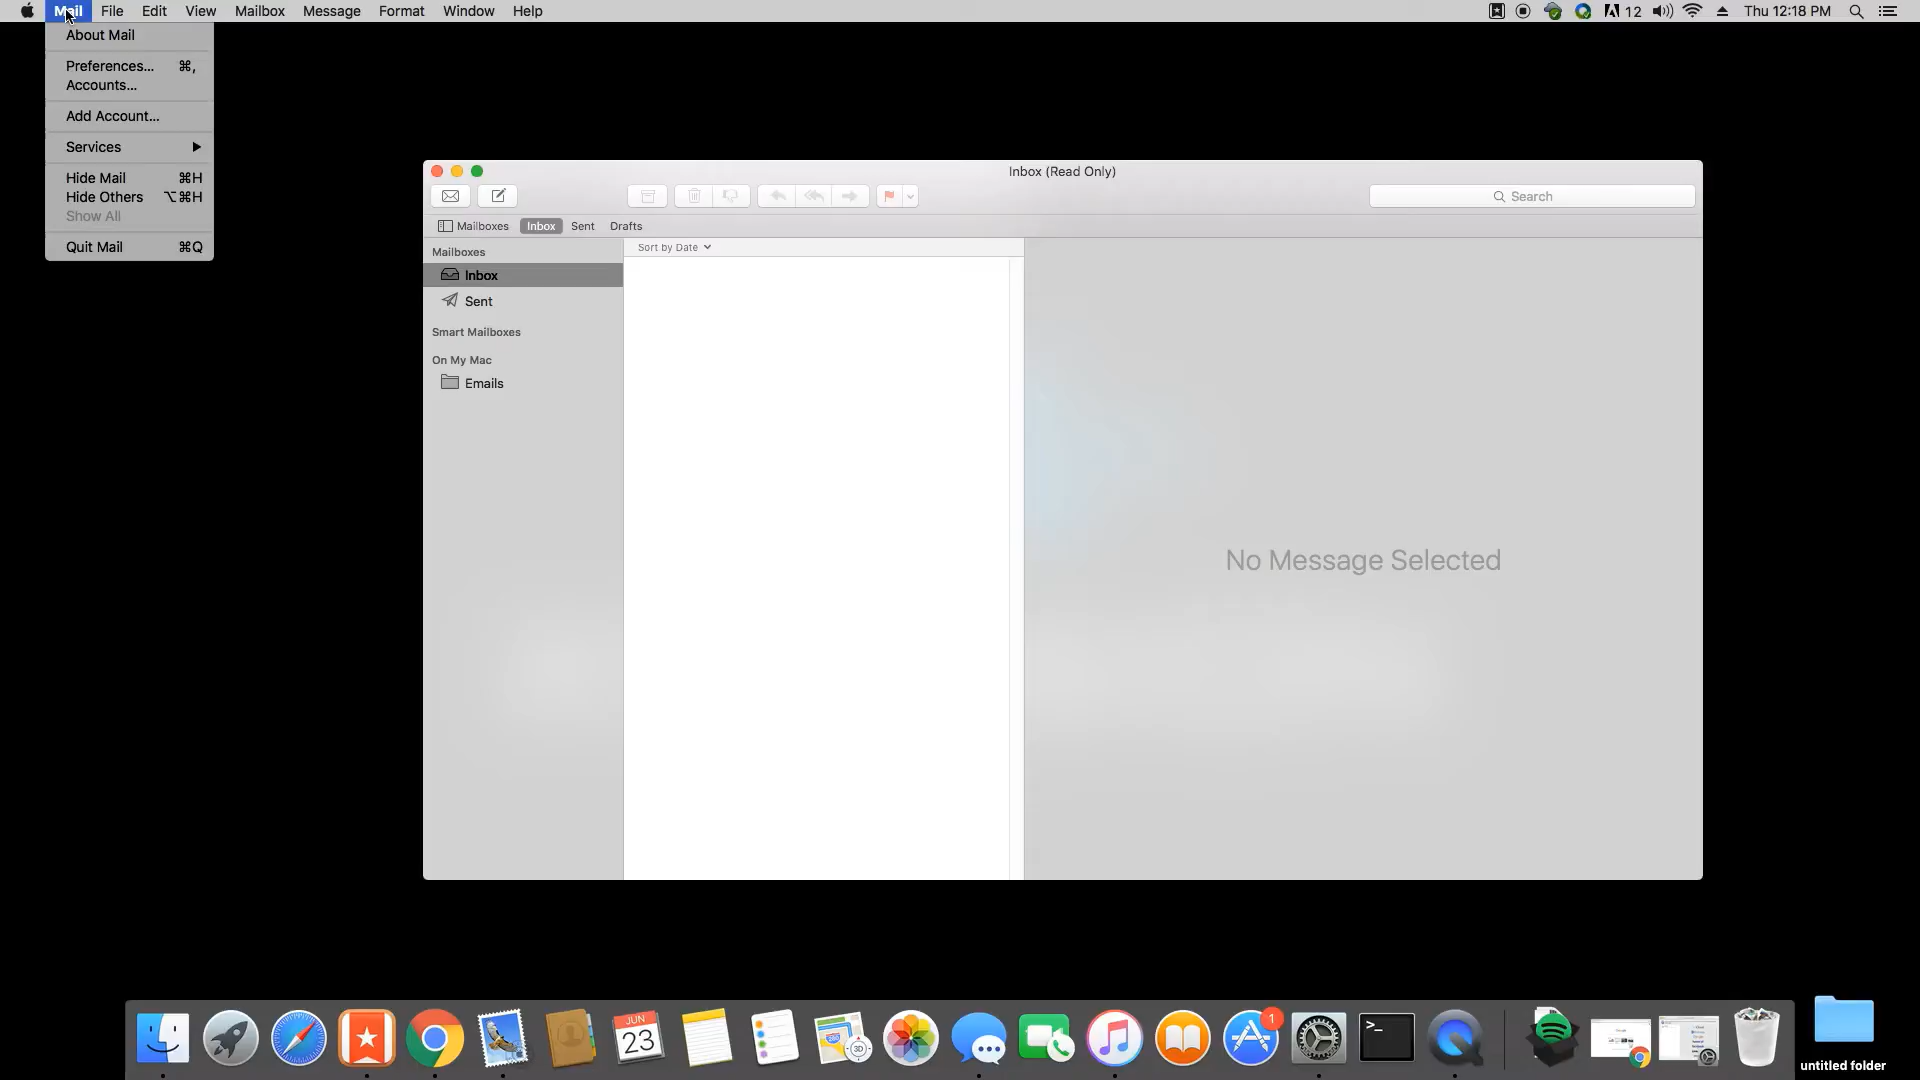 Mail File Edit View Mailbox Message Format Window Help 12 Thu 12:18 PM
About Mail
Preferences... ⌘,
Accounts...
Add Account...
Services
Hide Mail ⌘H
Hide Others ⌥⌘H
Show All
Quit Mail ⌘Q
Inbox (Read Only)
Search
Mailboxes Inbox Sent Drafts
Mailboxes
Inbox
Sent
Smart Mailboxes
On My Mac
Emails
Sort by Date
No Message Selected
JUN
23
3D
1
>_
untitled folder